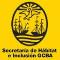 Secretaría de Hábitat
e Inclusión GCBA